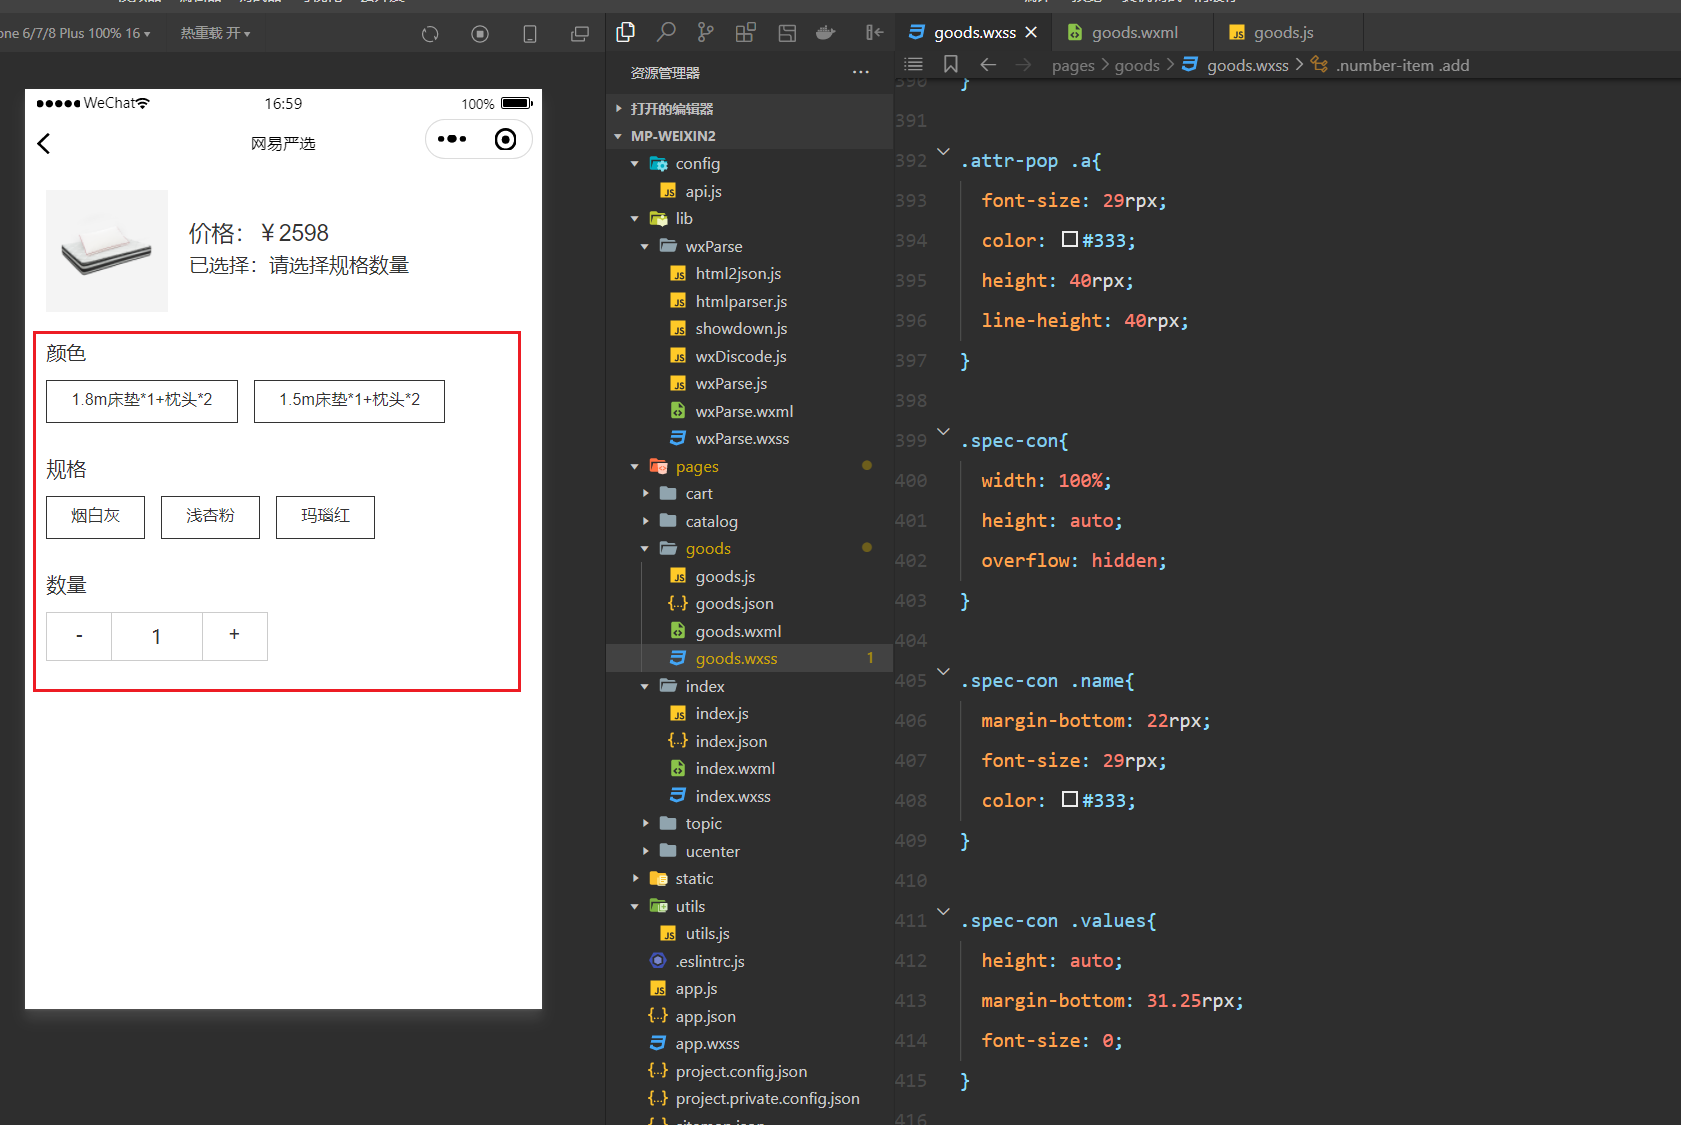 one 6/7/8 Plus 100% 16
热重载 开
WeChat
16:59
100%
网易严选
价格：￥2598
已选择：请选择规格数量
颜色
1.8m床垫*1+枕头*2
1.5m床垫*1+枕头*2
规格
烟白灰
浅杏粉
玛瑙红
数量
-
1
+
资源管理器
打开的编辑器
MP-WEIXIN2
config
api.js
lib
wxParse
html2json.js
htmlparser.js
showdown.js
wxDiscode.js
wxParse.js
wxParse.wxml
wxParse.wxss
pages
cart
catalog
goods
goods.js
goods.json
goods.wxml
goods.wxss 1
index
index.js
index.json
index.wxml
index.wxss
topic
ucenter
static
utils
utils.js
.eslintrc.js
app.js
app.json
app.wxss
project.config.json
project.private.config.json
sitemap.json
goods.wxss
goods.wxml
goods.js
pages > goods > goods.wxss > .number-item .add
390 }
391
392 .attr-pop .a{
393 font-size: 29rpx;
394 color: #333;
395 height: 40rpx;
396 line-height: 40rpx;
397 }
398
399 .spec-con{
400 width: 100%;
401 height: auto;
402 overflow: hidden;
403 }
404
405 .spec-con .name{
406 margin-bottom: 22rpx;
407 font-size: 29rpx;
408 color: #333;
409 }
410
411 .spec-con .values{
412 height: auto;
413 margin-bottom: 31.25rpx;
414 font-size: 0;
415 }
416